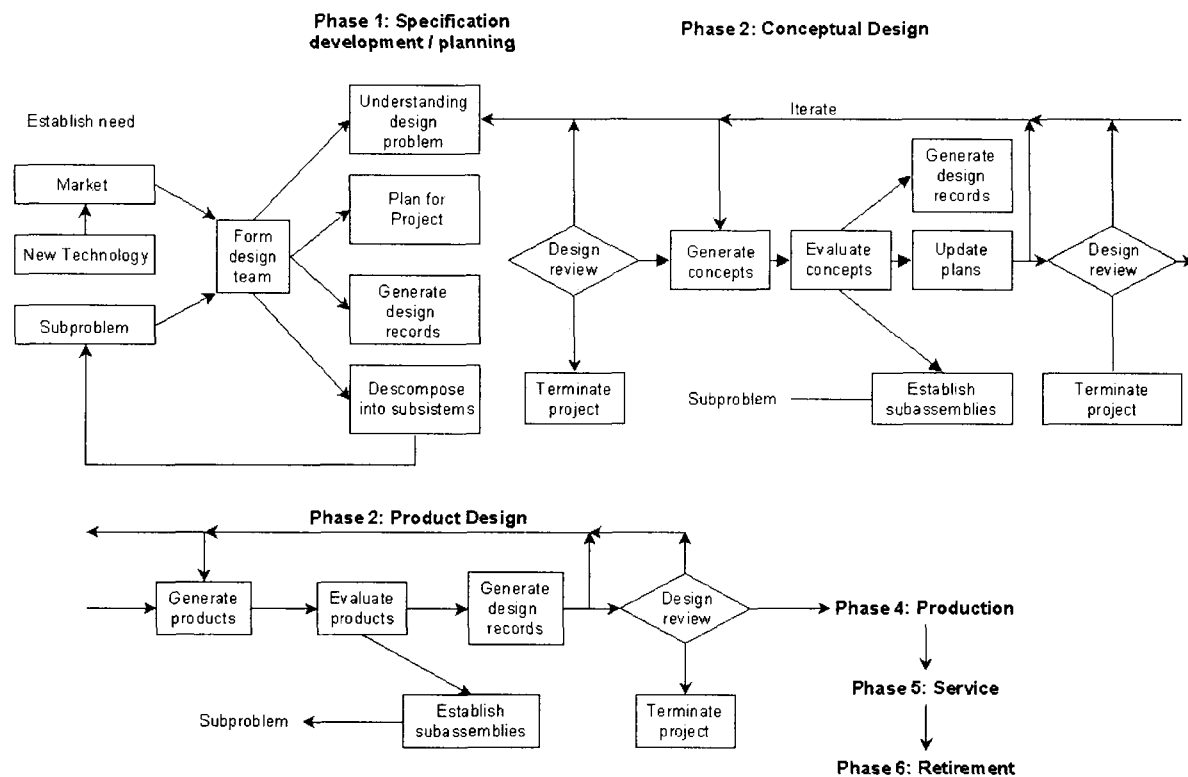 Phase 1: Specification
development / planning
Phase 2: Conceptual Design
Establish need
Market
New Technology
Subproblem
Form
design
team
Understanding
design
problem
Plan for
Project
Generate
design
records
Descompose
into subsistems
Iterate
Design
review
Terminate
project
Generate
concepts
Evaluate
concepts
Generate
design
records
Update
plans
Subproblem
Establish
subassemblies
Design
review
Terminate
project
Phase 2: Product Design
Generate
products
Evaluate
products
Generate
design
records
Design
review
Subproblem
Establish
subassemblies
Terminate
project
Phase 4: Production
Phase 5: Service
Phase 6: Retirement